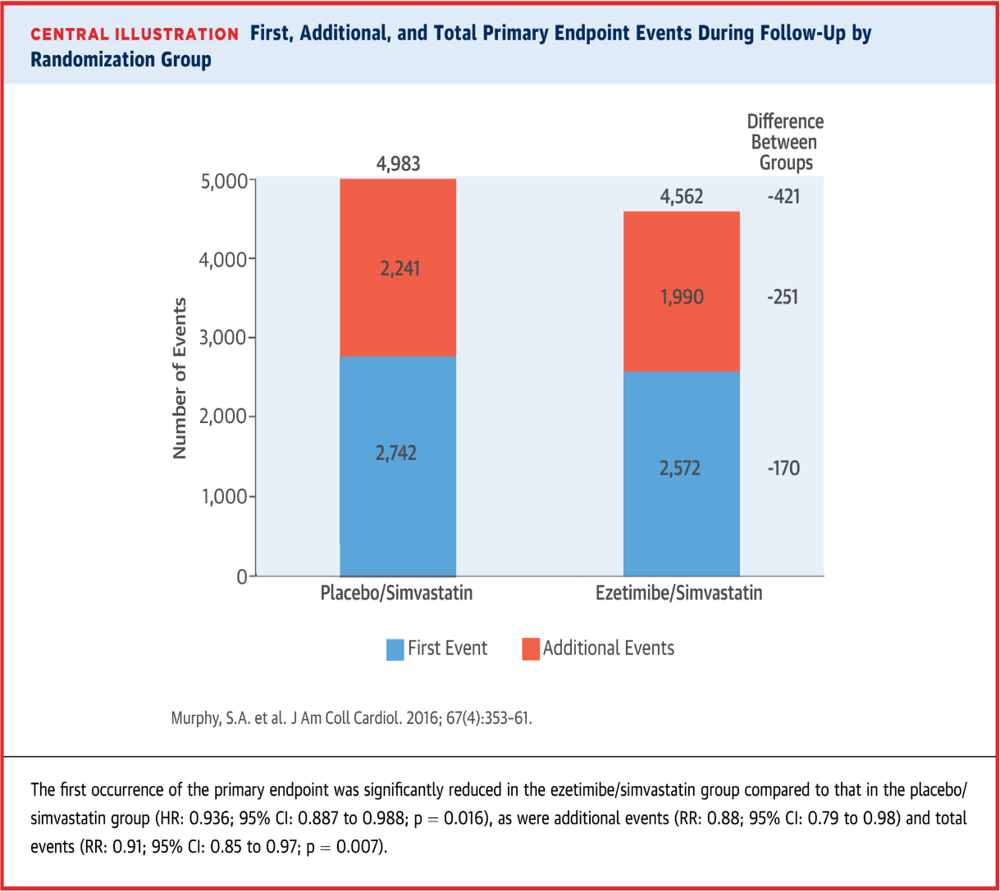 CENTRAL ILLUSTRATION First, Additional, and Total Primary Endpoint Events During Follow-Up by
Randomization Group
Difference
Between
Groups
4,983
5,000
4,562
-421
4,000
2,241
1,990
-251
3,000
Number of Events
2,000
2,742
2,572
-170
1,000
0
Placebo/Simvastatin
Ezetimibe/Simvastatin
First Event
Additional Events
Murphy, S.A. et al. J Am Coll Cardiol. 2016; 67(4):353–61.
The first occurrence of the primary endpoint was significantly reduced in the ezetimibe/simvastatin group compared to that in the placebo/
simvastatin group (HR: 0.936; 95% CI: 0.887 to 0.988; p = 0.016), as were additional events (RR: 0.88; 95% CI: 0.79 to 0.98) and total
events (RR: 0.91; 95% CI: 0.85 to 0.97; p = 0.007).